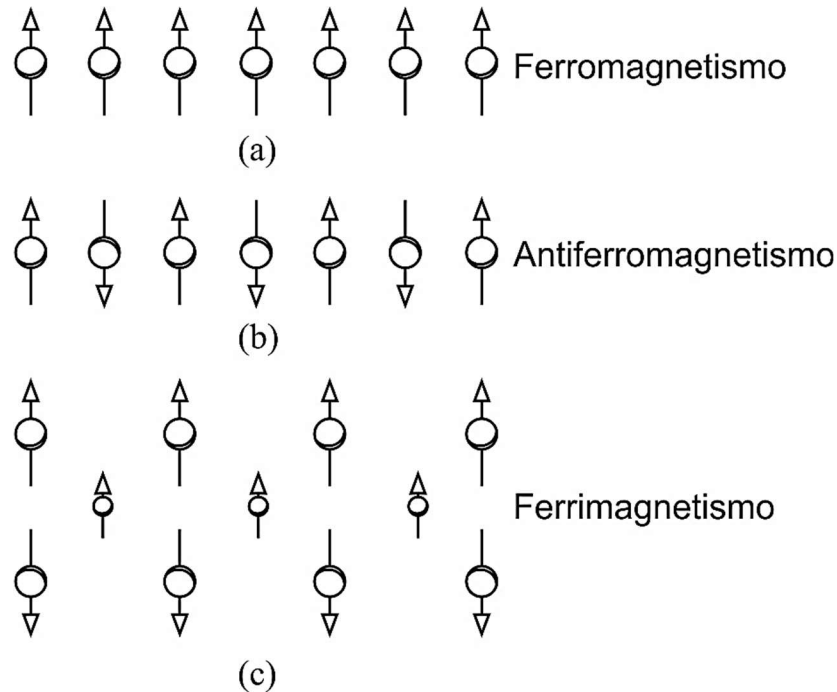 Ferromagnetismo
(a)
Antiferromagnetismo
(b)
Ferrimagnetismo
(c)